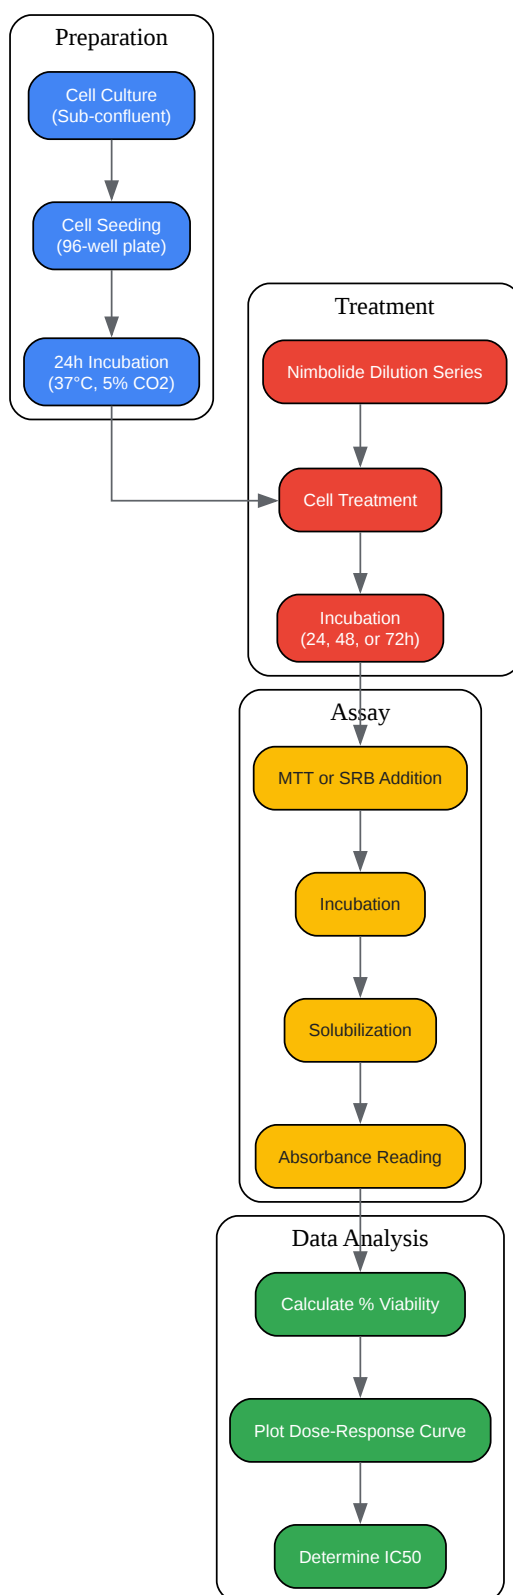 Preparation
Cell Culture
(Sub-confluent)
Cell Seeding
(96-well plate)
24h Incubation
(37°C, 5% CO2)
Treatment
Nimbolide Dilution Series
Cell Treatment
Incubation
(24, 48, or 72h)
Assay
MTT or SRB Addition
Incubation
Solubilization
Absorbance Reading
Data Analysis
Calculate % Viability
Plot Dose-Response Curve
Determine IC50